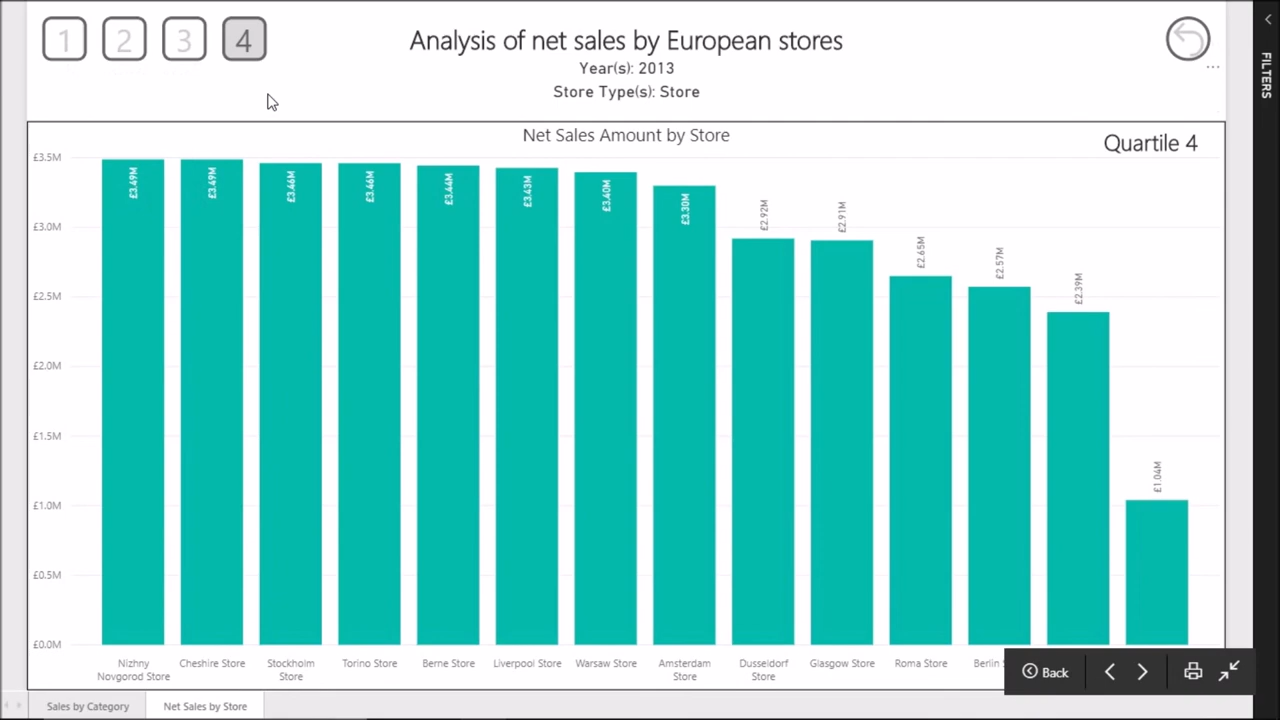 1 2 3 4
Analysis of net sales by European stores
Year(s): 2013
Store Type(s): Store
...
FILTERS
Net Sales Amount by Store
Quartile 4
£3.5M
£3.0M
£2.5M
£2.0M
£1.5M
£1.0M
£0.5M
£0.0M
£3.49M £3.49M £3.46M £3.46M £3.44M £3.43M £3.40M £3.30M £2.92M £2.91M £2.65M £2.57M £2.39M £1.04M
Nizhny Cheshire Store Stockholm Torino Store Berne Store Liverpool Store Warsaw Store Amsterdam Dusseldorf Glasgow Store Roma Store Berlin
Novgorod Store Store Store Store
Back
Sales by Category Net Sales by Store